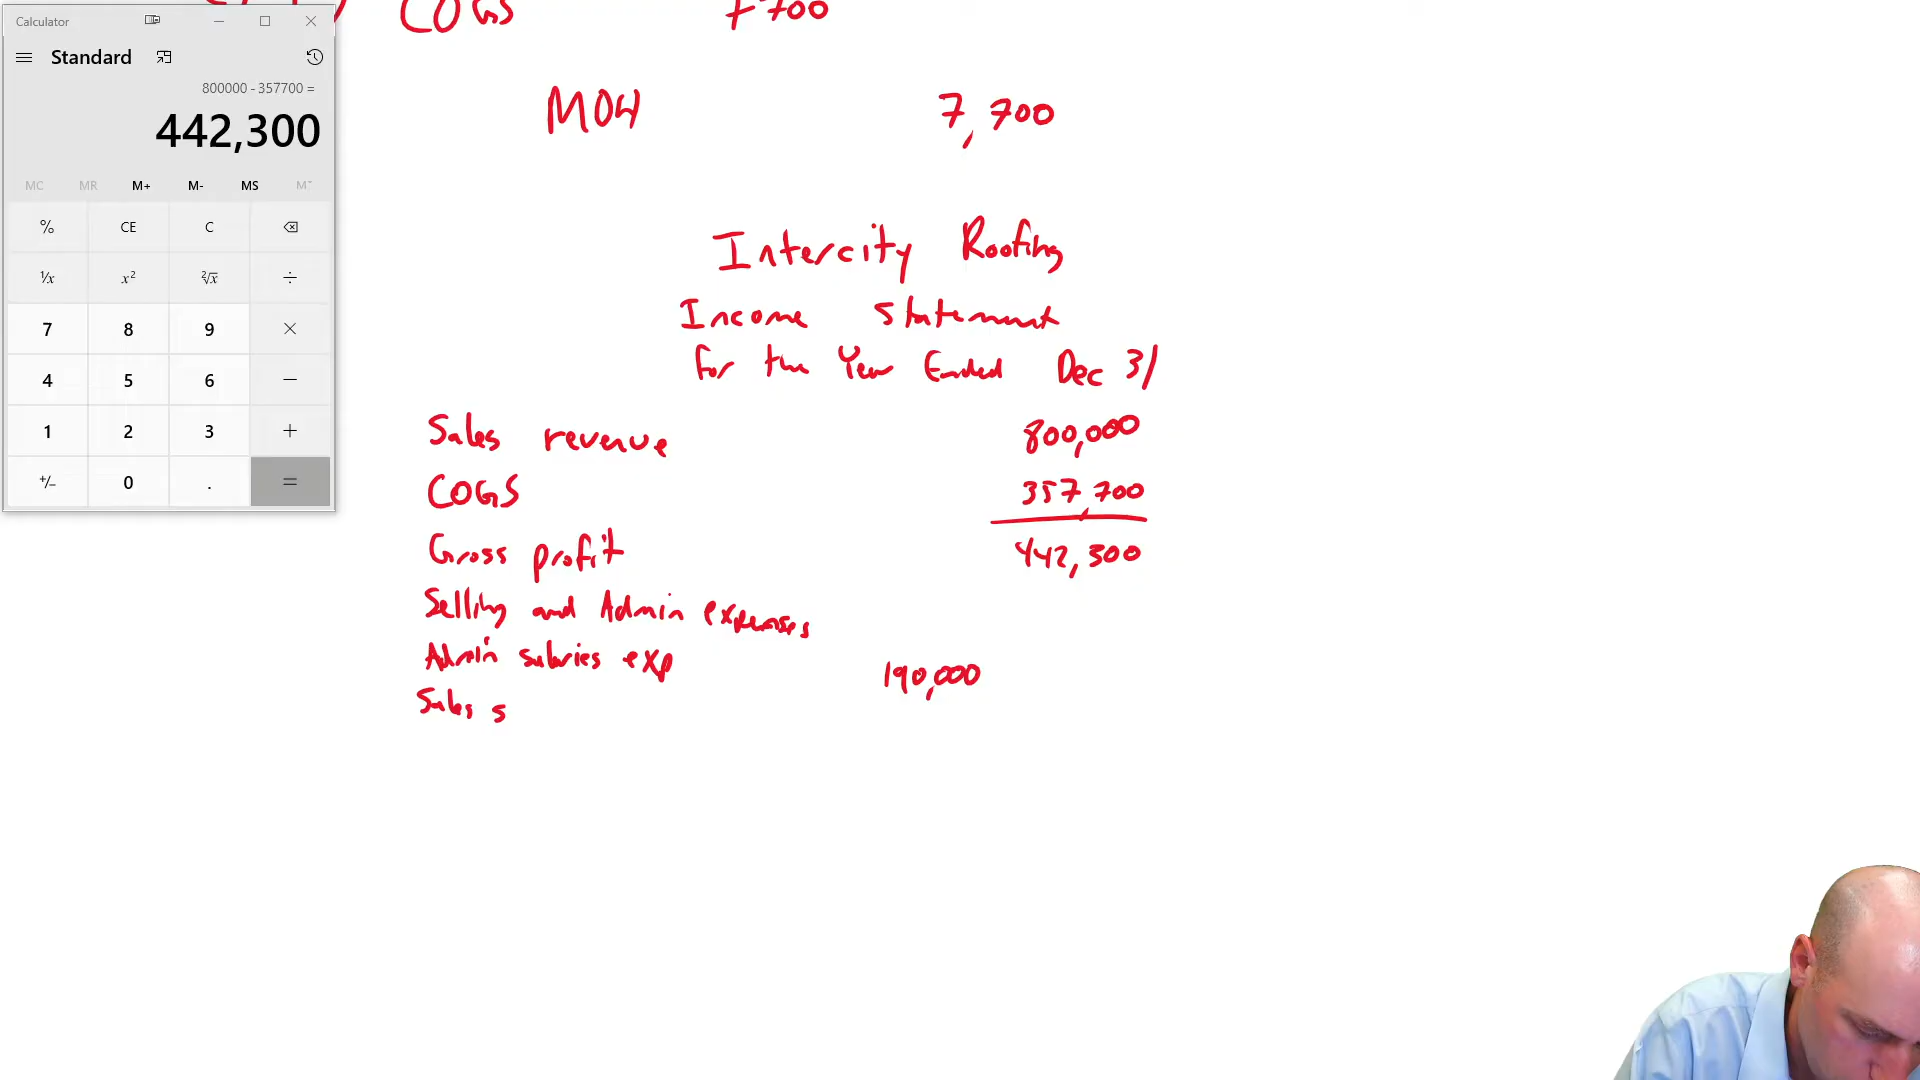 COGS 7700
Calculator
Standard
800000 - 357700 =
442,300
MC MR M+ M- MS M˅
% CE C
¹/x x² ²√x ÷
7 8 9 ×
4 5 6 −
1 2 3 +
+/− 0 . =
MOH 7,700
Intercity Roofing
Income Statement
For the Year Ended Dec 31
Sales revenue 800,000
COGS 357,700
Gross profit 442,300
Selling and Admin expenses
Admin salaries exp 190,000
Sales s